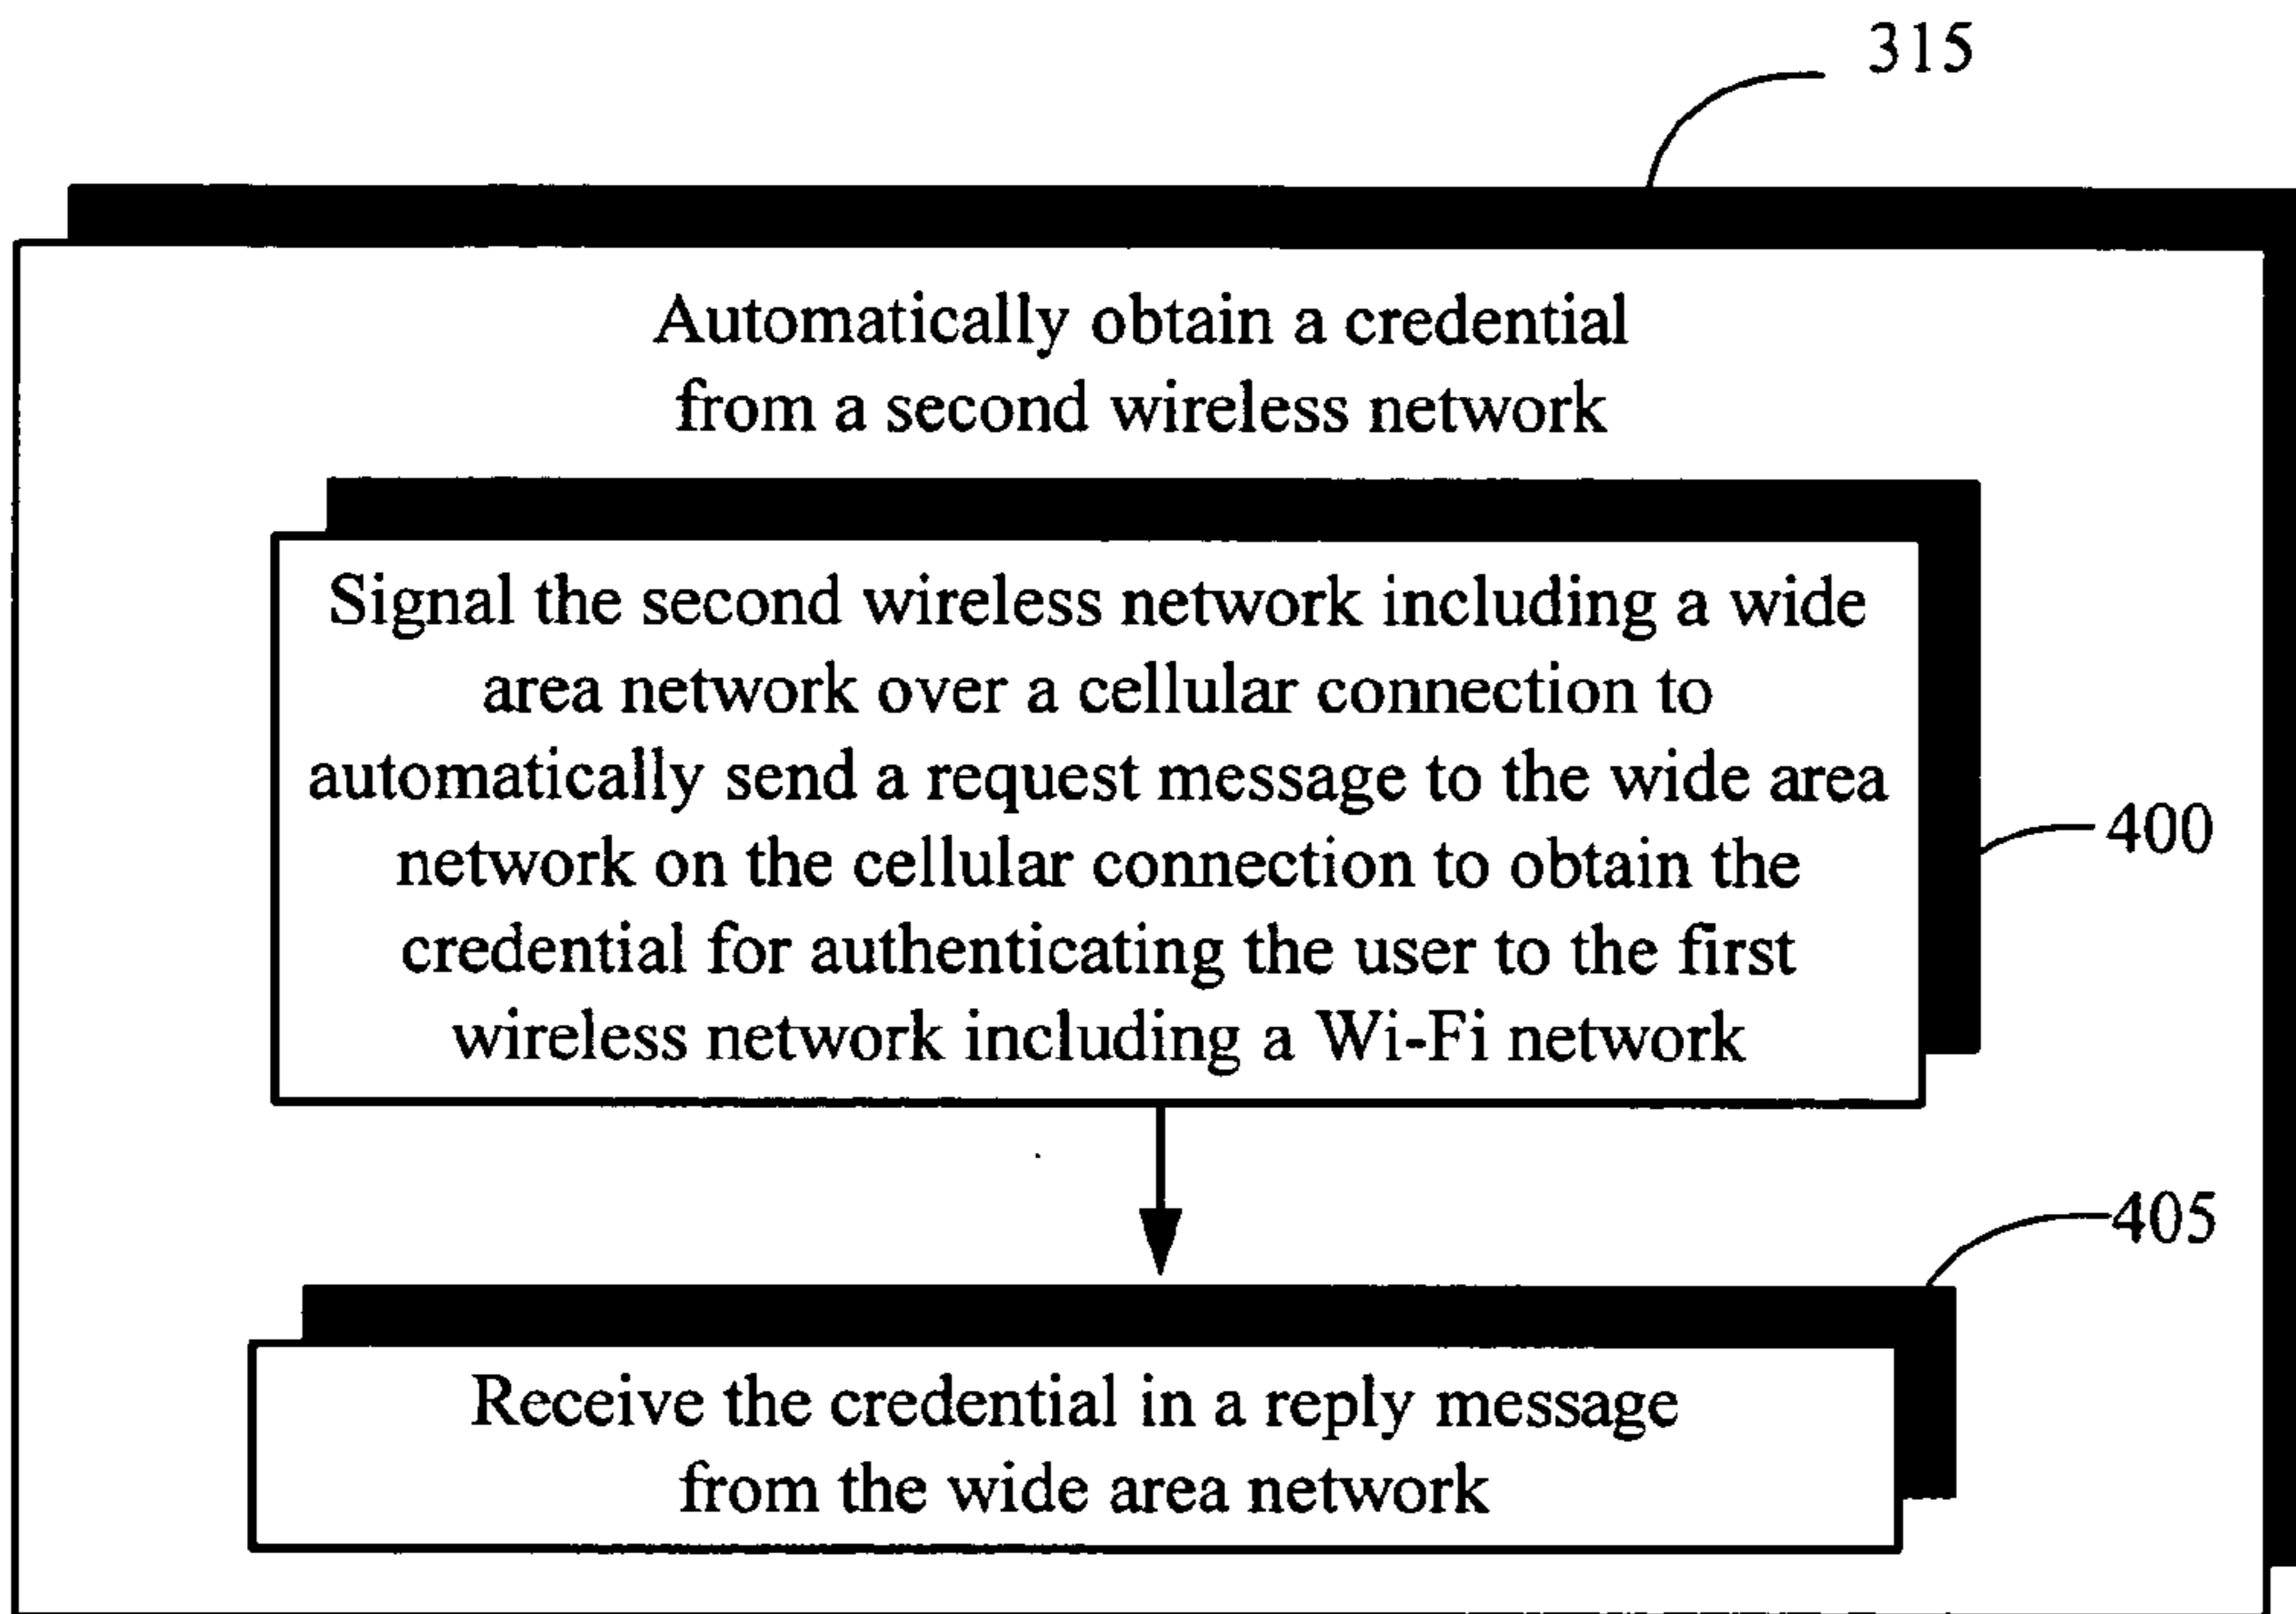 315
Automatically obtain a credential
from a second wireless network
Signal the second wireless network including a wide
area network over a cellular connection to
automatically send a request message to the wide area
network on the cellular connection to obtain the
credential for authenticating the user to the first
wireless network including a Wi-Fi network
400
405
Receive the credential in a reply message
from the wide area network